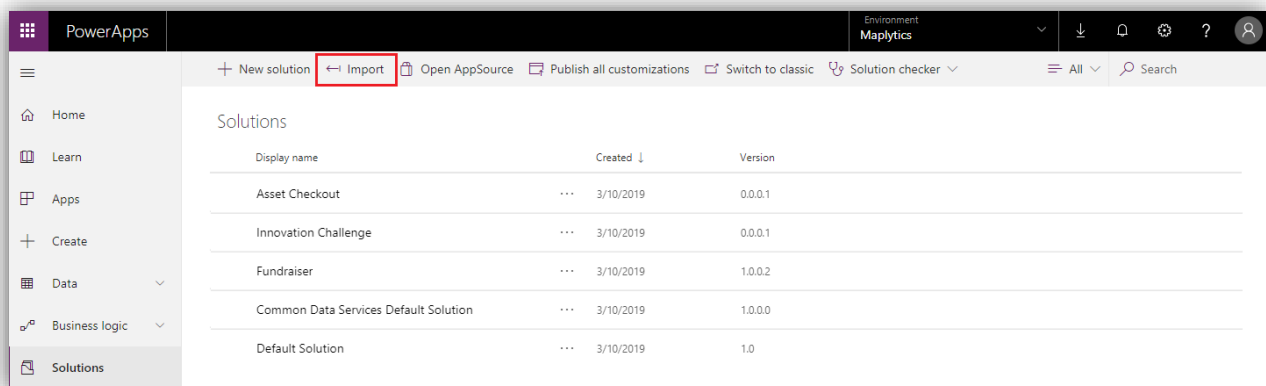 PowerApps
Environment
Maplytics
?
New solution Import Open AppSource Publish all customizations Switch to classic Solution checker All Search
Home
Learn
Apps
Create
Data
Business logic
Solutions
Solutions
Display name Created ↓ Version
Asset Checkout ... 3/10/2019 0.0.0.1
Innovation Challenge ... 3/10/2019 0.0.0.1
Fundraiser ... 3/10/2019 1.0.0.2
Common Data Services Default Solution ... 3/10/2019 1.0.0.0
Default Solution ... 3/10/2019 1.0